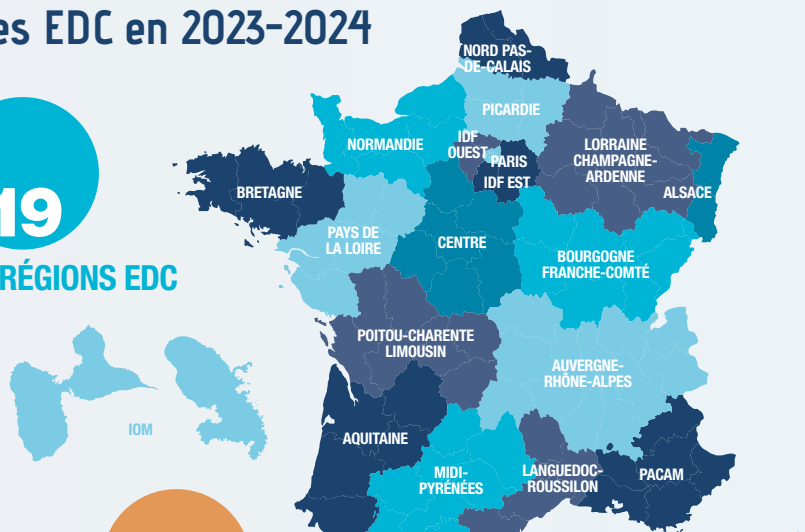 es EDC en 2023-2024
19
RÉGIONS EDC
NORD PAS-
DE-CALAIS
PICARDIE
NORMANDIE
IDF
OUEST
PARIS
IDF EST
LORRAINE
CHAMPAGNE-
ARDENNE
ALSACE
BRETAGNE
PAYS DE
LA LOIRE
CENTRE
BOURGOGNE
FRANCHE-COMTÉ
POITOU-CHARENTE
LIMOUSIN
AUVERGNE-
RHÔNE-ALPES
IOM
AQUITAINE
MIDI-
PYRÉNÉES
LANGUEDOC-
ROUSSILON
PACAM